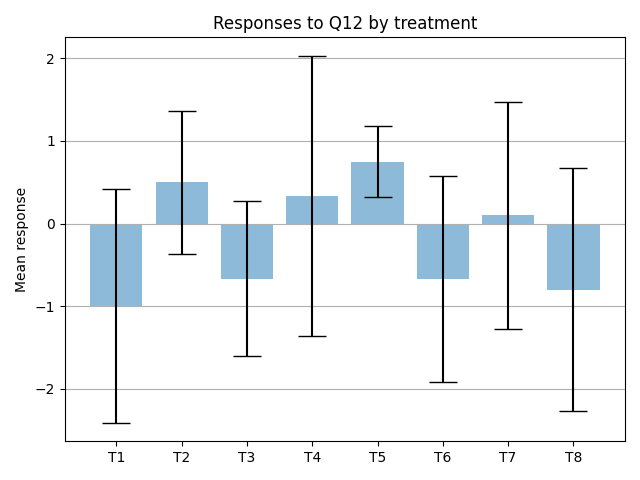 Responses to Q12 by treatment
2
1
0
−1
−2
Mean response
T1 T2 T3 T4 T5 T6 T7 T8